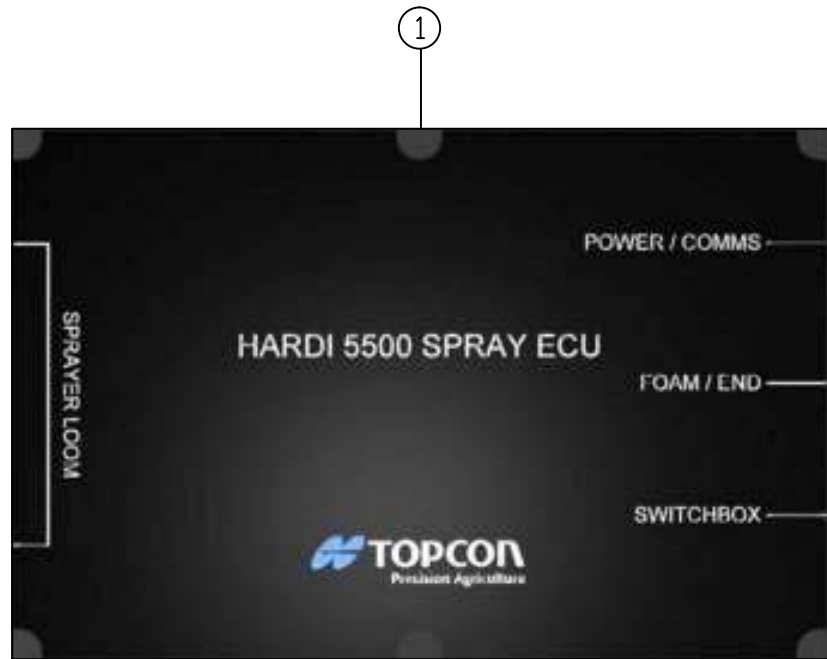 1
POWER / COMMS
SPRAYER LOOM
HARDI 5500 SPRAY ECU
FOAM / END
SWITCHBOX
TOPCON
Precision Agriculture